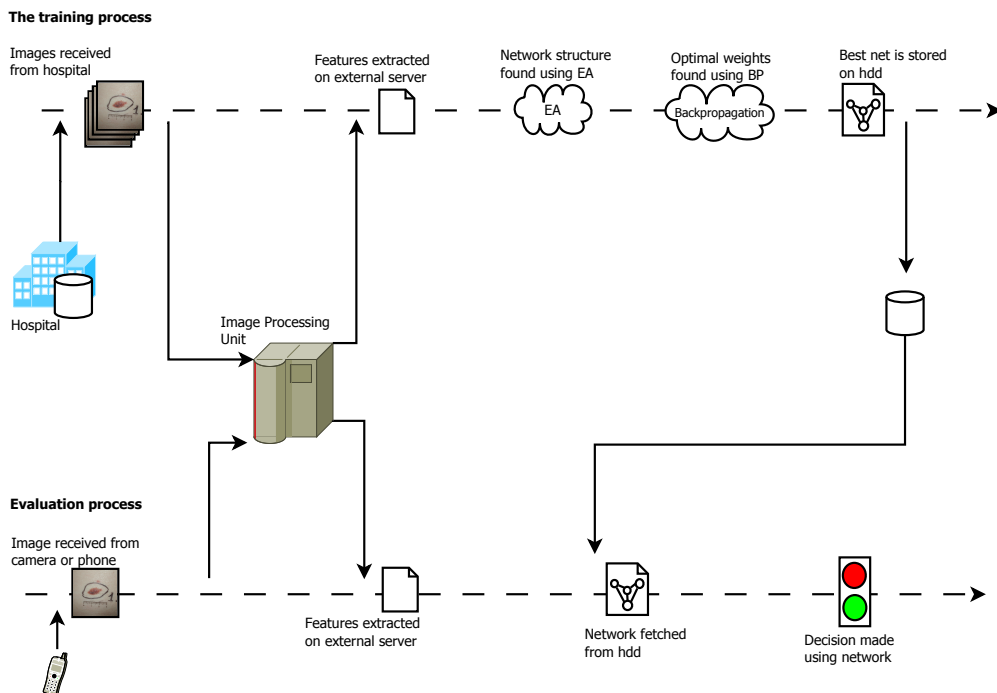 The training process
Images received
from hospital
Features extracted
on external server
Network structure
found using EA
Optimal weights
found using BP
Best net is stored
on hdd
EA
Backpropagation
Hospital
Image Processing
Unit
Evaluation process
Image received from
camera or phone
Features extracted
on external server
Network fetched
from hdd
Decision made
using network